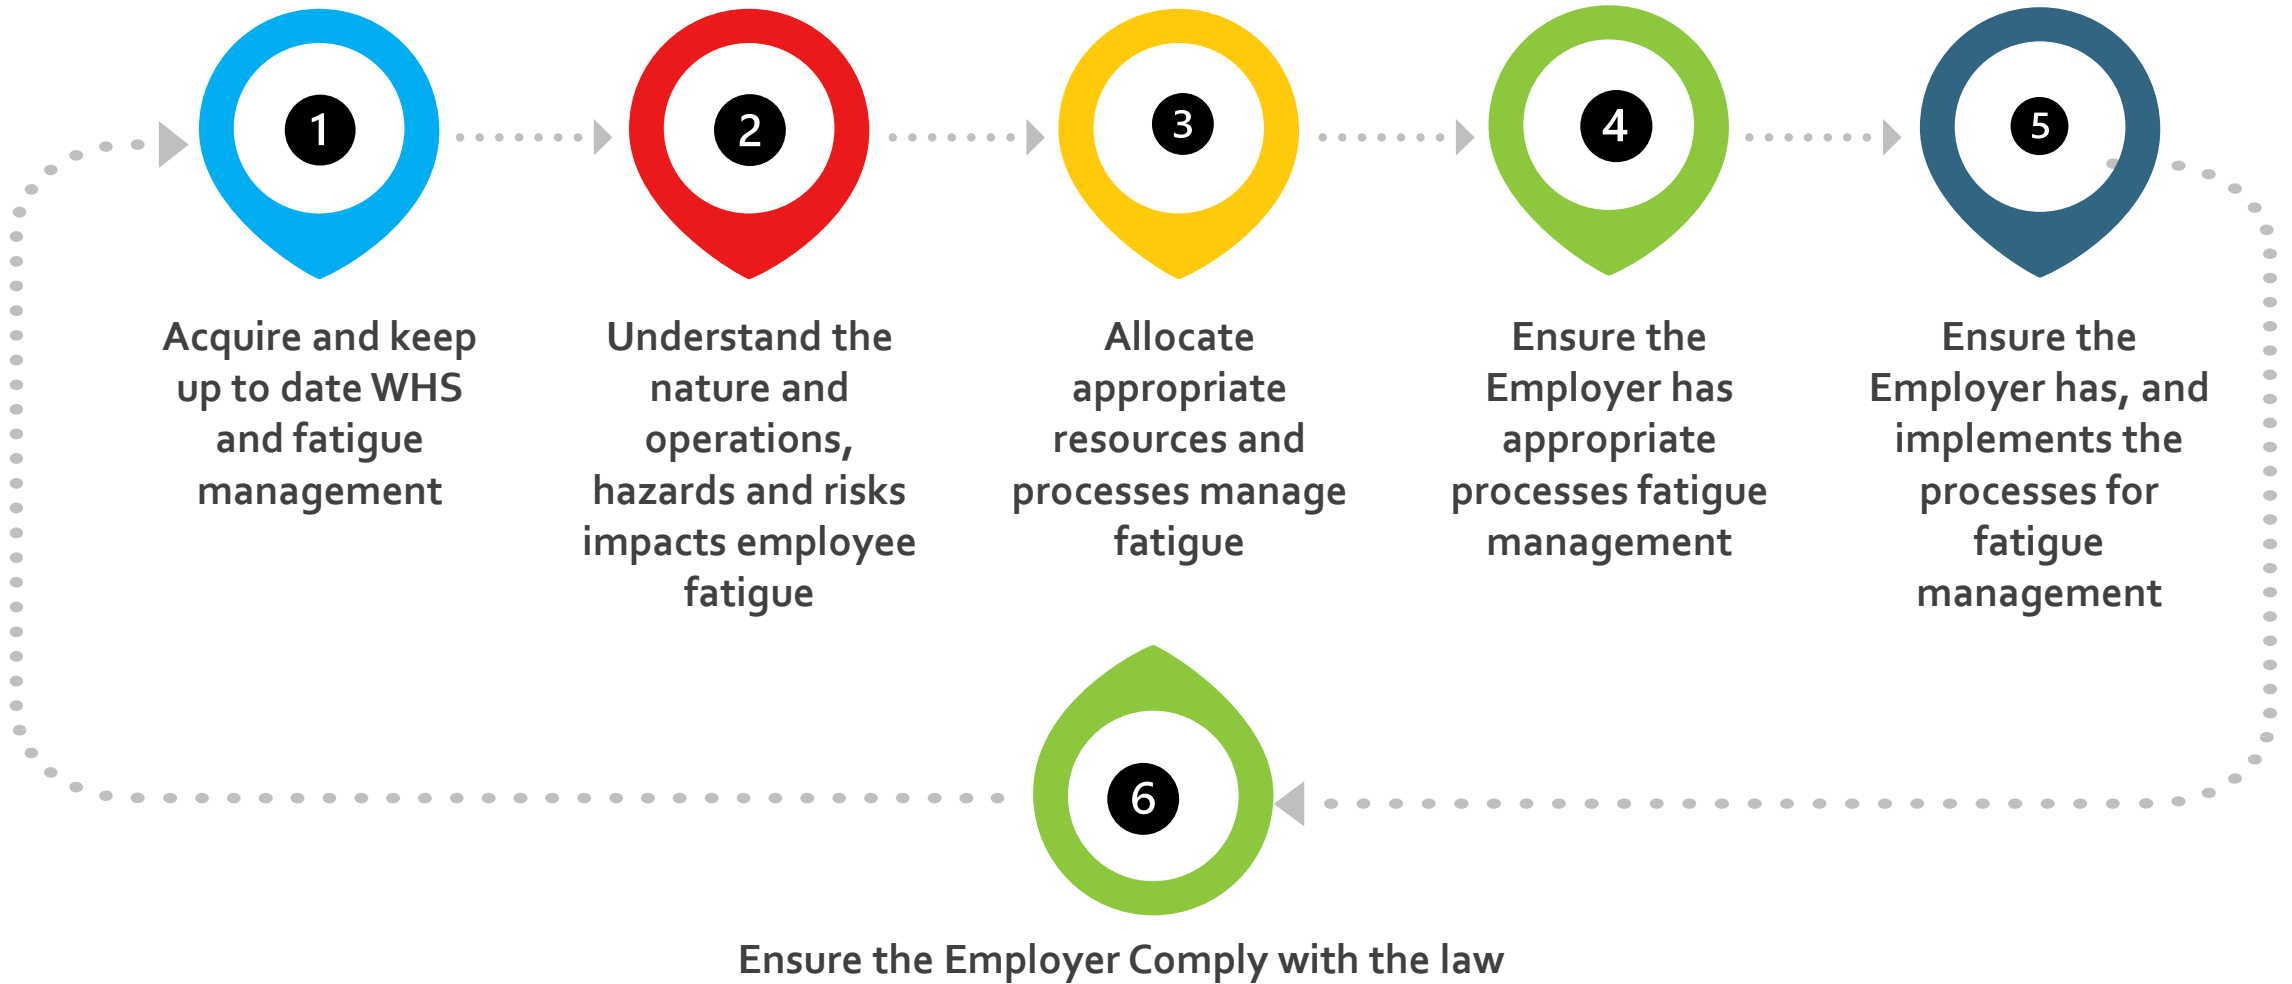 1
Acquire and keep
up to date WHS
and fatigue
management
2
Understand the
nature and
operations,
hazards and risks
impacts employee
fatigue
3
Allocate
appropriate
resources and
processes manage
fatigue
4
Ensure the
Employer has
appropriate
processes fatigue
management
5
Ensure the
Employer has, and
implements the
processes for
fatigue
management
6
Ensure the Employer Comply with the law